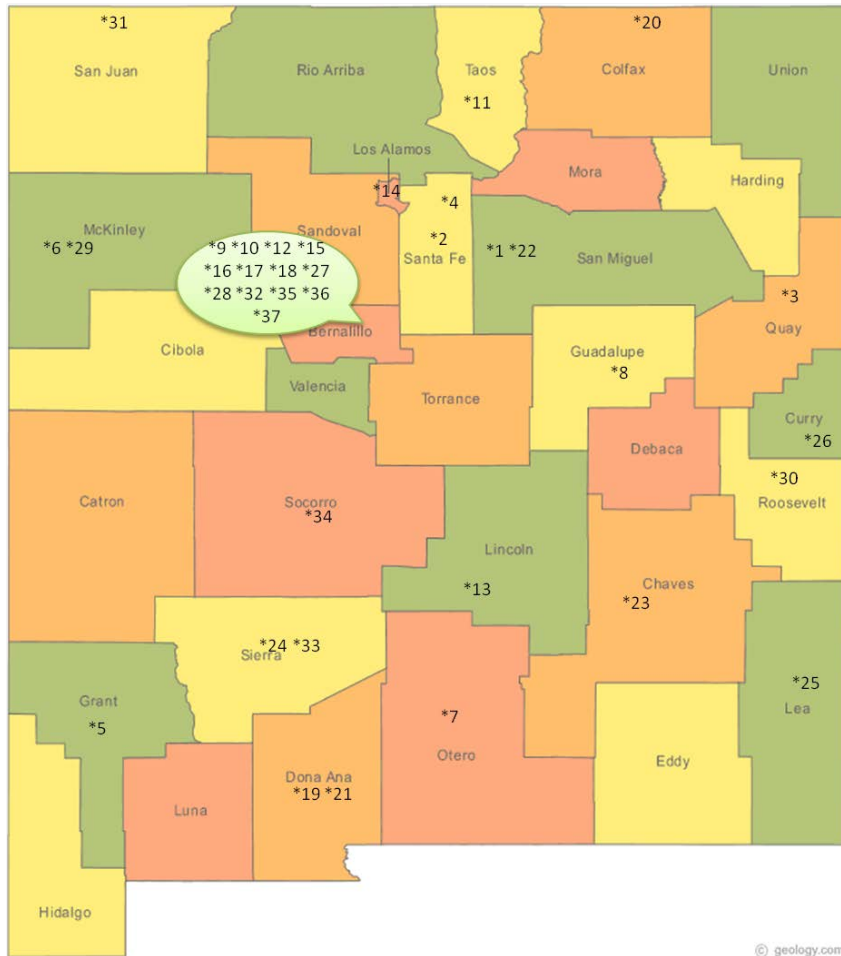 *31
*20
San Juan
Rio Arriba
Taos
Colfax
Union
*11
Los Alamos
Mora
Harding
*14
*4
McKinley
Sandoval
*2
*6 *29
Santa Fe
*1 *22
San Miguel
*9 *10 *12 *15
*16 *17 *18 *27
*28 *32 *35 *36
*37
*3
Quay
Bernalillo
Cibola
Guadalupe
*8
Valencia
Torrance
Curry
*26
Debaca
*30
Roosevelt
Catron
Socorro
*34
Lincoln
*13
Chaves
*23
*24 *33
Sierra
*25
Lea
Grant
*5
*7
Otero
Eddy
Dona Ana
*19 *21
Luna
Hidalgo
© geology.com